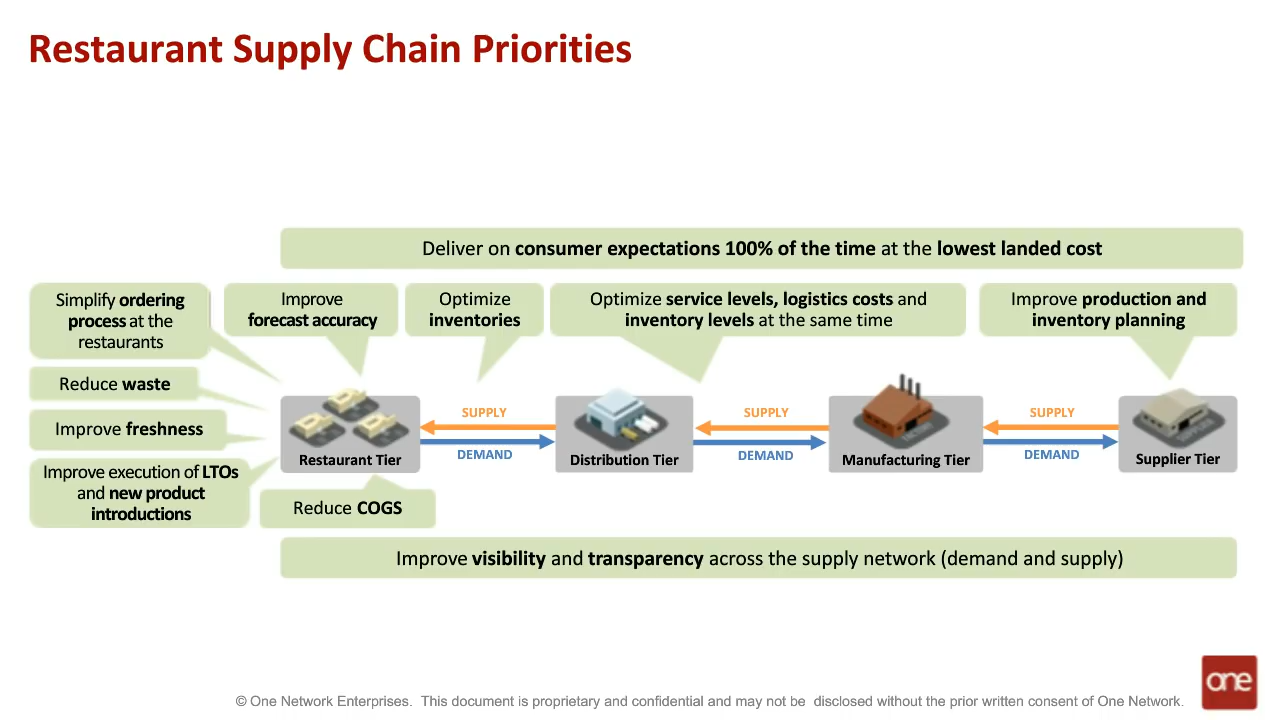 Restaurant Supply Chain Priorities
Deliver on consumer expectations 100% of the time at the lowest landed cost
Simplify ordering
process at the
restaurants
Improve
forecast accuracy
Optimize
inventories
Optimize service levels, logistics costs and
inventory levels at the same time
Improve production and
inventory planning
Reduce waste
Improve freshness
Improve execution of LTOs
and new product
introductions
Restaurant Tier
SUPPLY
DEMAND
Distribution Tier
SUPPLY
DEMAND
Manufacturing Tier
SUPPLY
DEMAND
Supplier Tier
Reduce COGS
Improve visibility and transparency across the supply network (demand and supply)
© One Network Enterprises. This document is proprietary and confidential and may not be disclosed without the prior written consent of One Network.
one